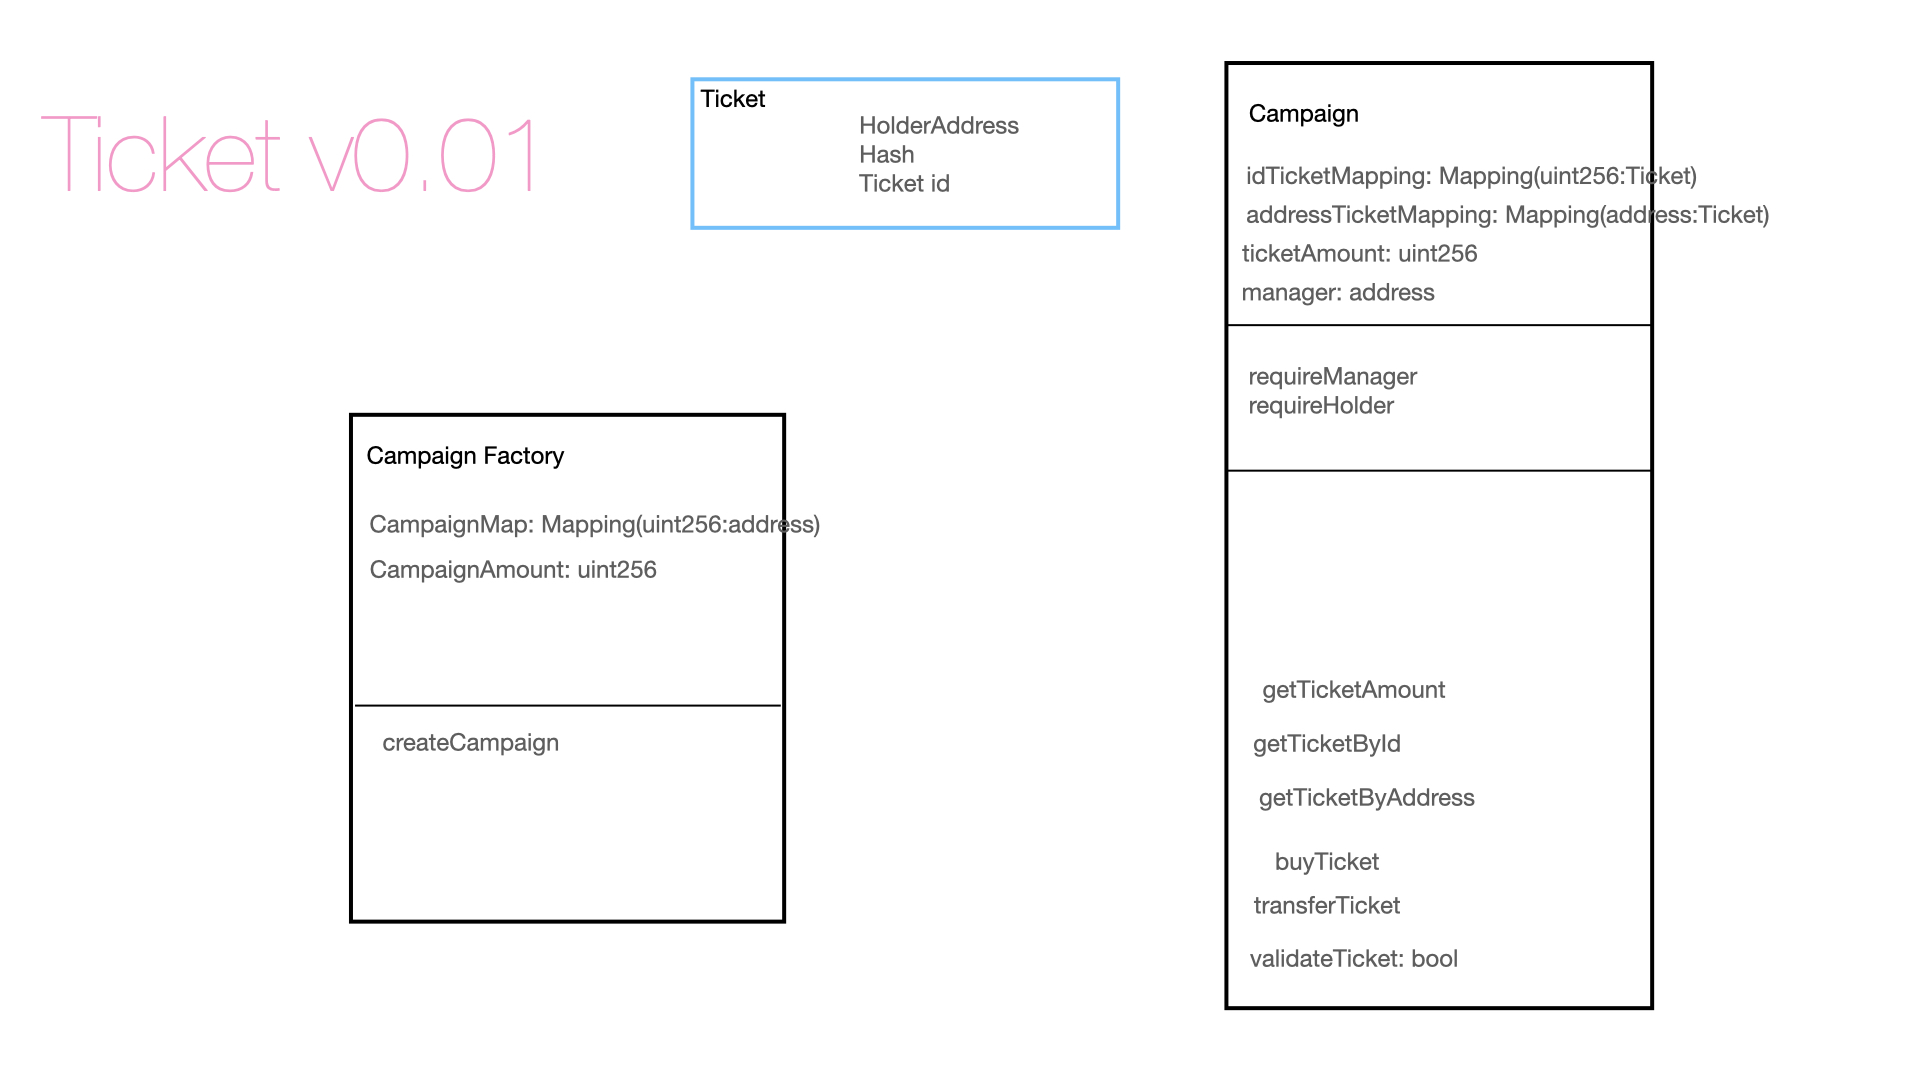 Ticket v0.01
Ticket
HolderAddress
Hash
Ticket id
Campaign
idTicketMapping: Mapping(uint256:Ticket)
addressTicketMapping: Mapping(address:Ticket)
ticketAmount: uint256
manager: address
requireManager
requireHolder
getTicketAmount
getTicketById
getTicketByAddress
buyTicket
transferTicket
validateTicket: bool
Campaign Factory
CampaignMap: Mapping(uint256:address)
CampaignAmount: uint256
createCampaign